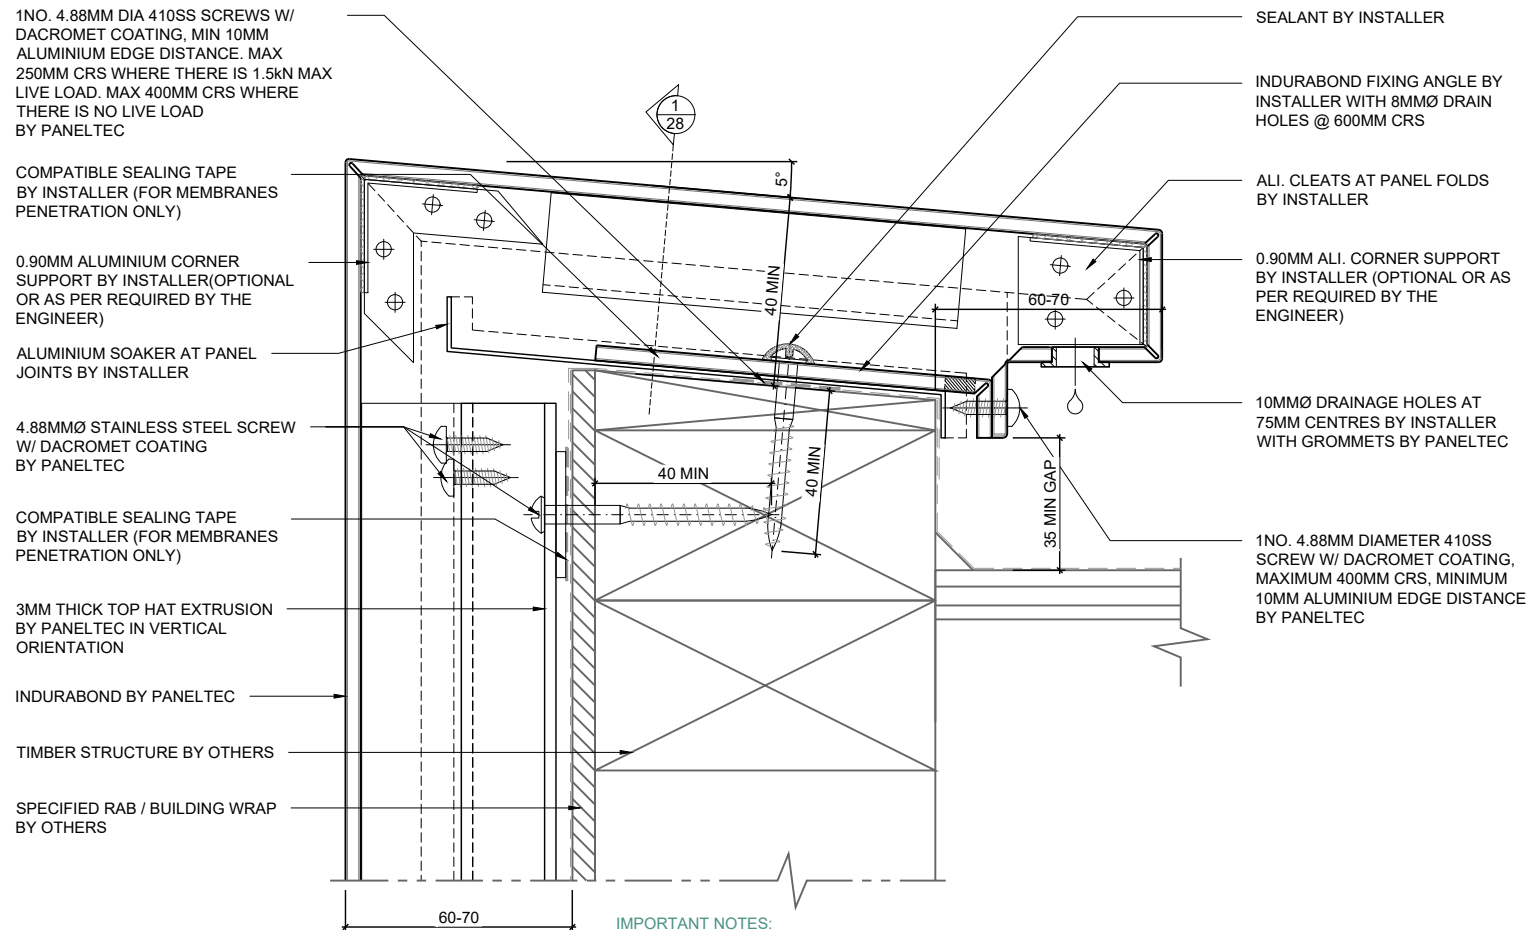 1NO. 4.88MM DIA 410SS SCREWS W/
DACROMET COATING, MIN 10MM
ALUMINIUM EDGE DISTANCE. MAX
250MM CRS WHERE THERE IS 1.5kN MAX
LIVE LOAD. MAX 400MM CRS WHERE
THERE IS NO LIVE LOAD
BY PANELTEC
COMPATIBLE SEALING TAPE
BY INSTALLER (FOR MEMBRANES
PENETRATION ONLY)
0.90MM ALUMINIUM CORNER
SUPPORT BY INSTALLER(OPTIONAL
OR AS PER REQUIRED BY THE
ENGINEER)
ALUMINIUM SOAKER AT PANEL
JOINTS BY INSTALLER
4.88MMØ STAINLESS STEEL SCREW
W/ DACROMET COATING
BY PANELTEC
COMPATIBLE SEALING TAPE
BY INSTALLER (FOR MEMBRANES
PENETRATION ONLY)
3MM THICK TOP HAT EXTRUSION
BY PANELTEC IN VERTICAL
ORIENTATION
INDURABOND BY PANELTEC
TIMBER STRUCTURE BY OTHERS
SPECIFIED RAB / BUILDING WRAP
BY OTHERS
1
28
5°
40 MIN
60-70
40 MIN
40 MIN
35 MIN GAP
60-70
IMPORTANT NOTES:
SEALANT BY INSTALLER
INDURABOND FIXING ANGLE BY
INSTALLER WITH 8MMØ DRAIN
HOLES @ 600MM CRS
ALI. CLEATS AT PANEL FOLDS
BY INSTALLER
0.90MM ALI. CORNER SUPPORT
BY INSTALLER (OPTIONAL OR AS
PER REQUIRED BY THE
ENGINEER)
10MMØ DRAINAGE HOLES AT
75MM CENTRES BY INSTALLER
WITH GROMMETS BY PANELTEC
1NO. 4.88MM DIAMETER 410SS
SCREW W/ DACROMET COATING,
MAXIMUM 400MM CRS, MINIMUM
10MM ALUMINIUM EDGE DISTANCE
BY PANELTEC